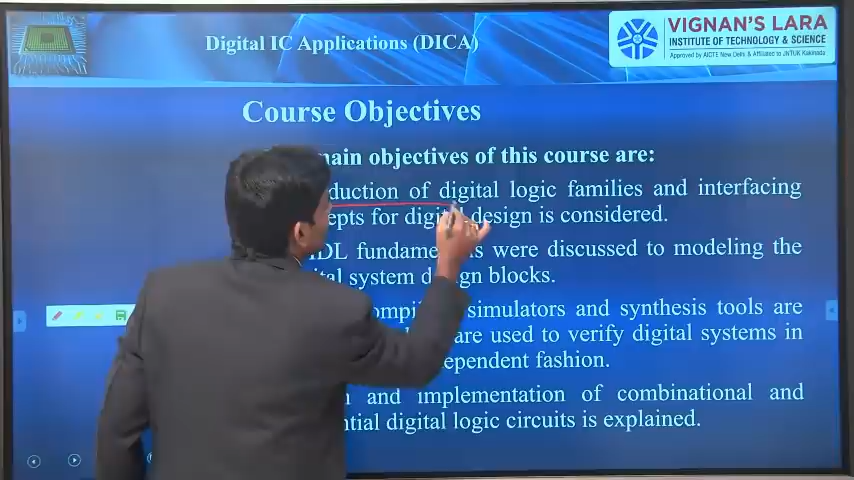 Digital IC Applications (DICA)
VIGNAN'S LARA
INSTITUTE OF TECHNOLOGY & SCIENCE
Approved by AICTE New Delhi & Affiliated to JNTUK Kakinada
Course Objectives
main objectives of this course are:
duction of digital logic families and interfacing
epts for digital design is considered.
were discussed to modeling the
ital system design blocks.
simulators and synthesis tools are
are used to verify digital systems in
ependent fashion.
and implementation of combinational and
ntial digital logic circuits is explained.